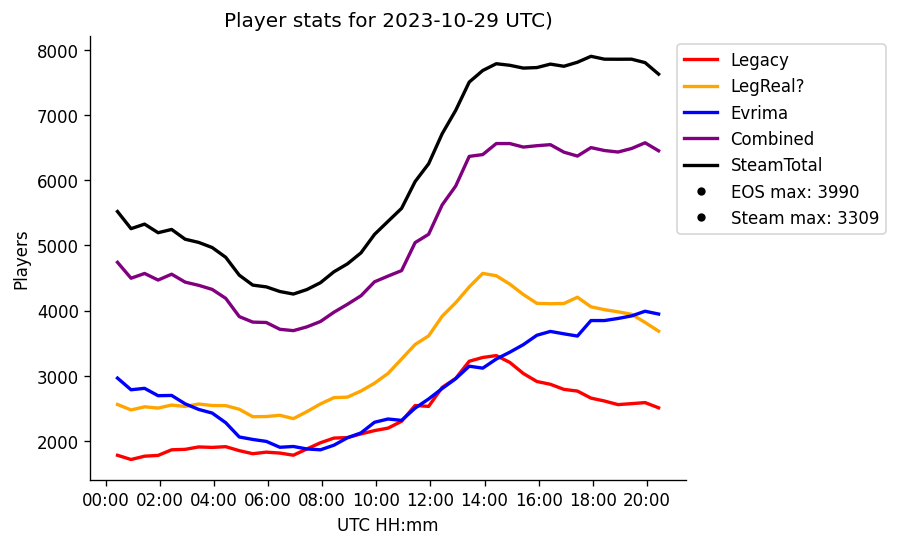 Player stats for 2023-10-29 UTC)
8000
7000
6000
5000
4000
3000
2000
Players
00:00 02:00 04:00 06:00 08:00 10:00 12:00 14:00 16:00 18:00 20:00
UTC HH:mm
Legacy
LegReal?
Evrima
Combined
SteamTotal
EOS max: 3990
Steam max: 3309